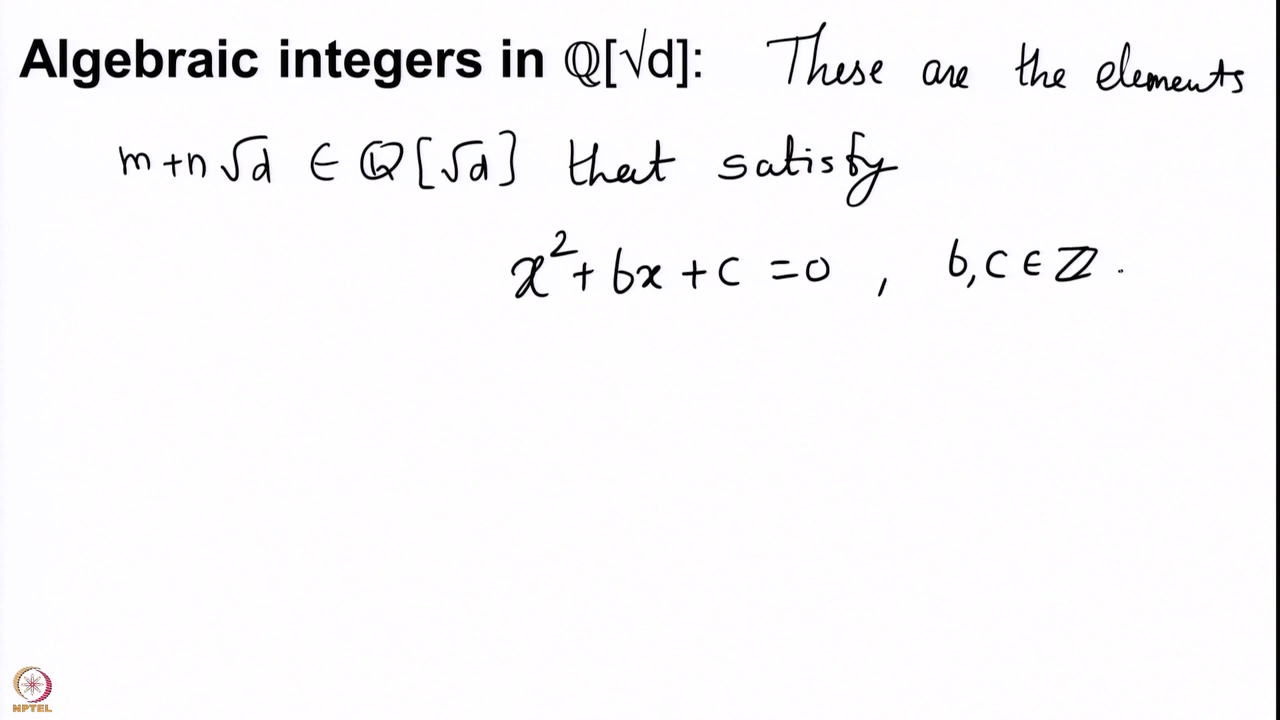 Algebraic integers in ℚ[√d]: These are the elements
m + n √d ∈ ℚ[√d] that satisfy
x² + bx + c = 0 , b, c ∈ ℤ .
NPTEL